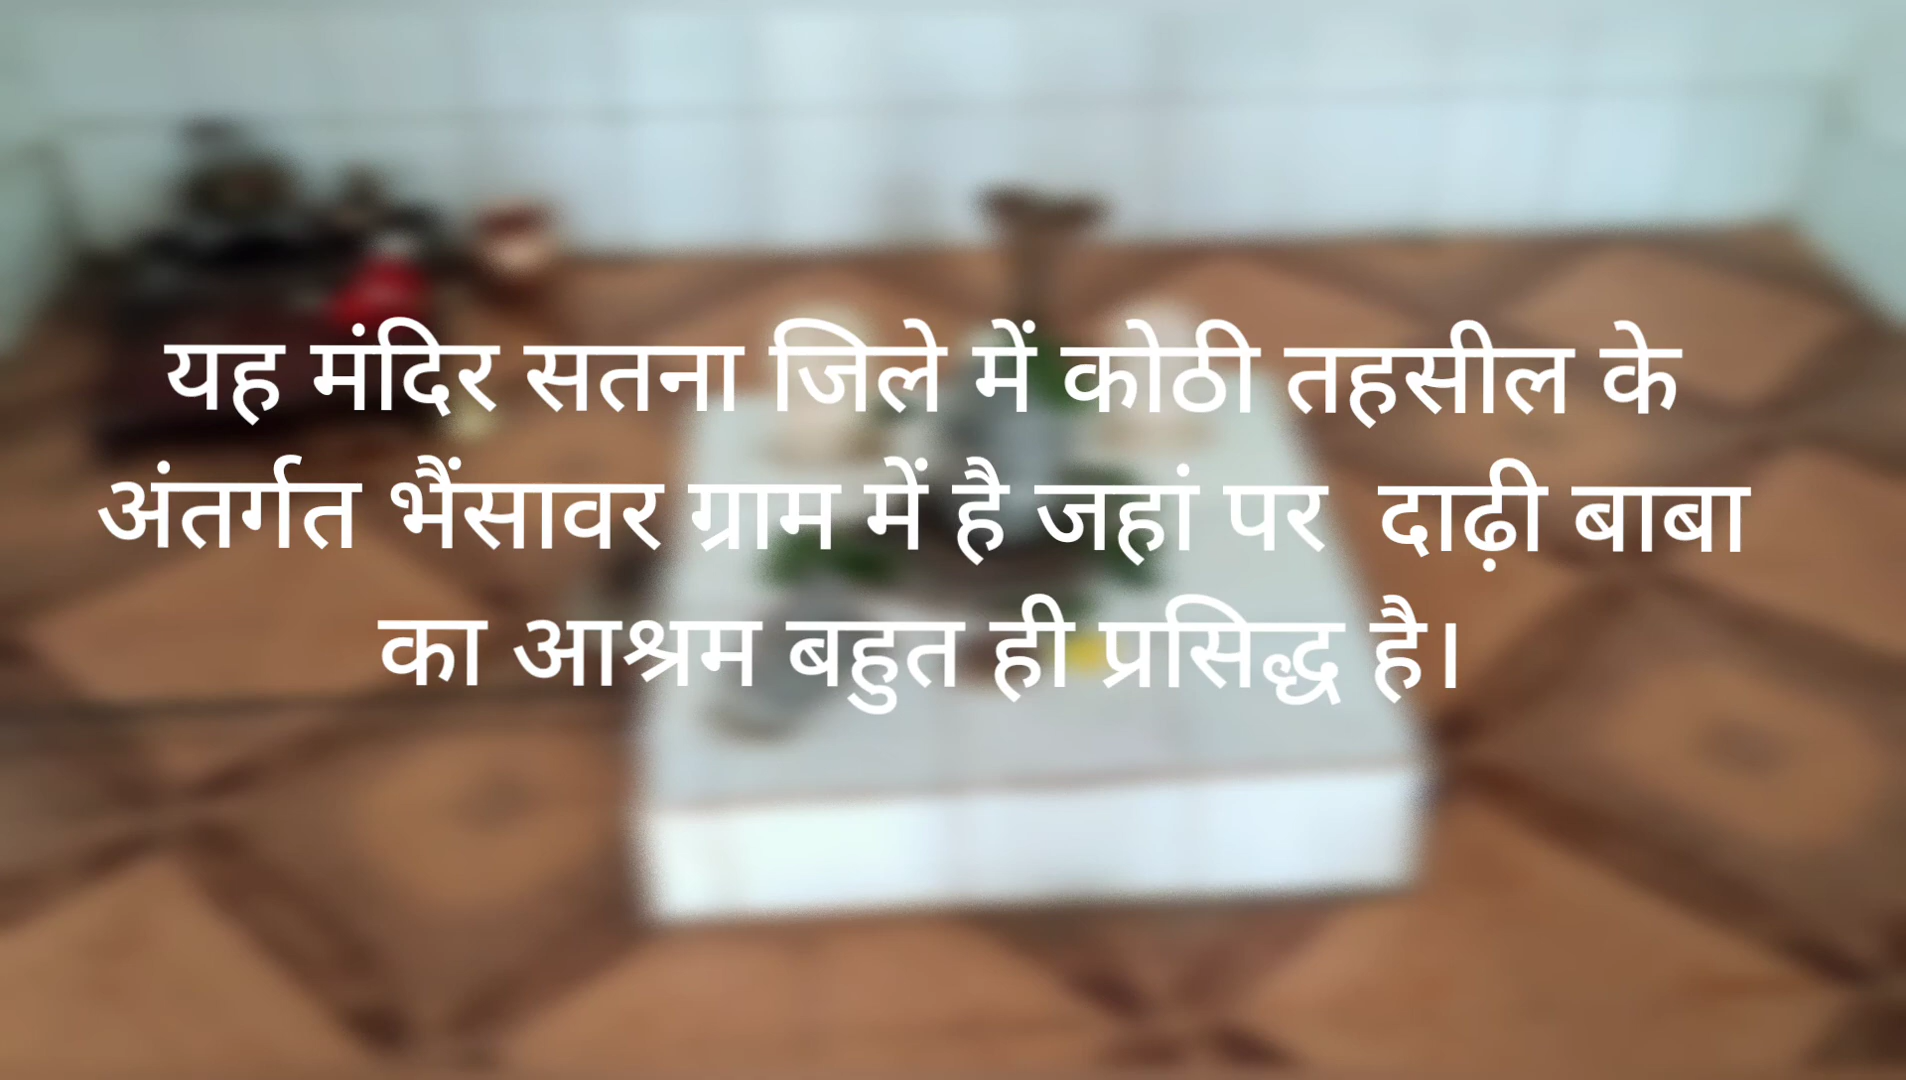 यह मंदिर सतना जिले में कोठी तहसील के
अंतर्गत भैंसावर ग्राम में है जहां पर  दाढ़ी बाबा
का आश्रम बहुत ही प्रसिद्ध है।